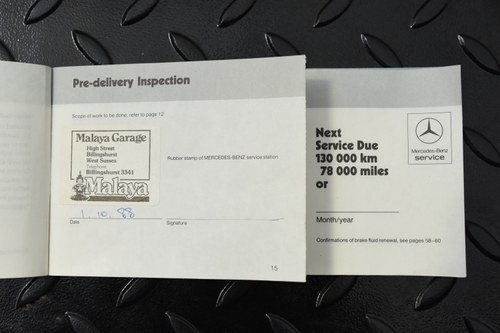 Pre-delivery Inspection
Scope of work to be done, refer to page 12
Malaya Garage
High Street
Billingshurst
West Sussex
Telephone
Billingshurst 3341
Malaya
Rubber stamp of MERCEDES-BENZ service station
1. 10. 88
Date
Signature
15
Next
Service Due
130 000 km
78 000 miles
or
Month/year
Confirmations of brake fluid renewal, see pages 58-60
Mercedes-Benz
service